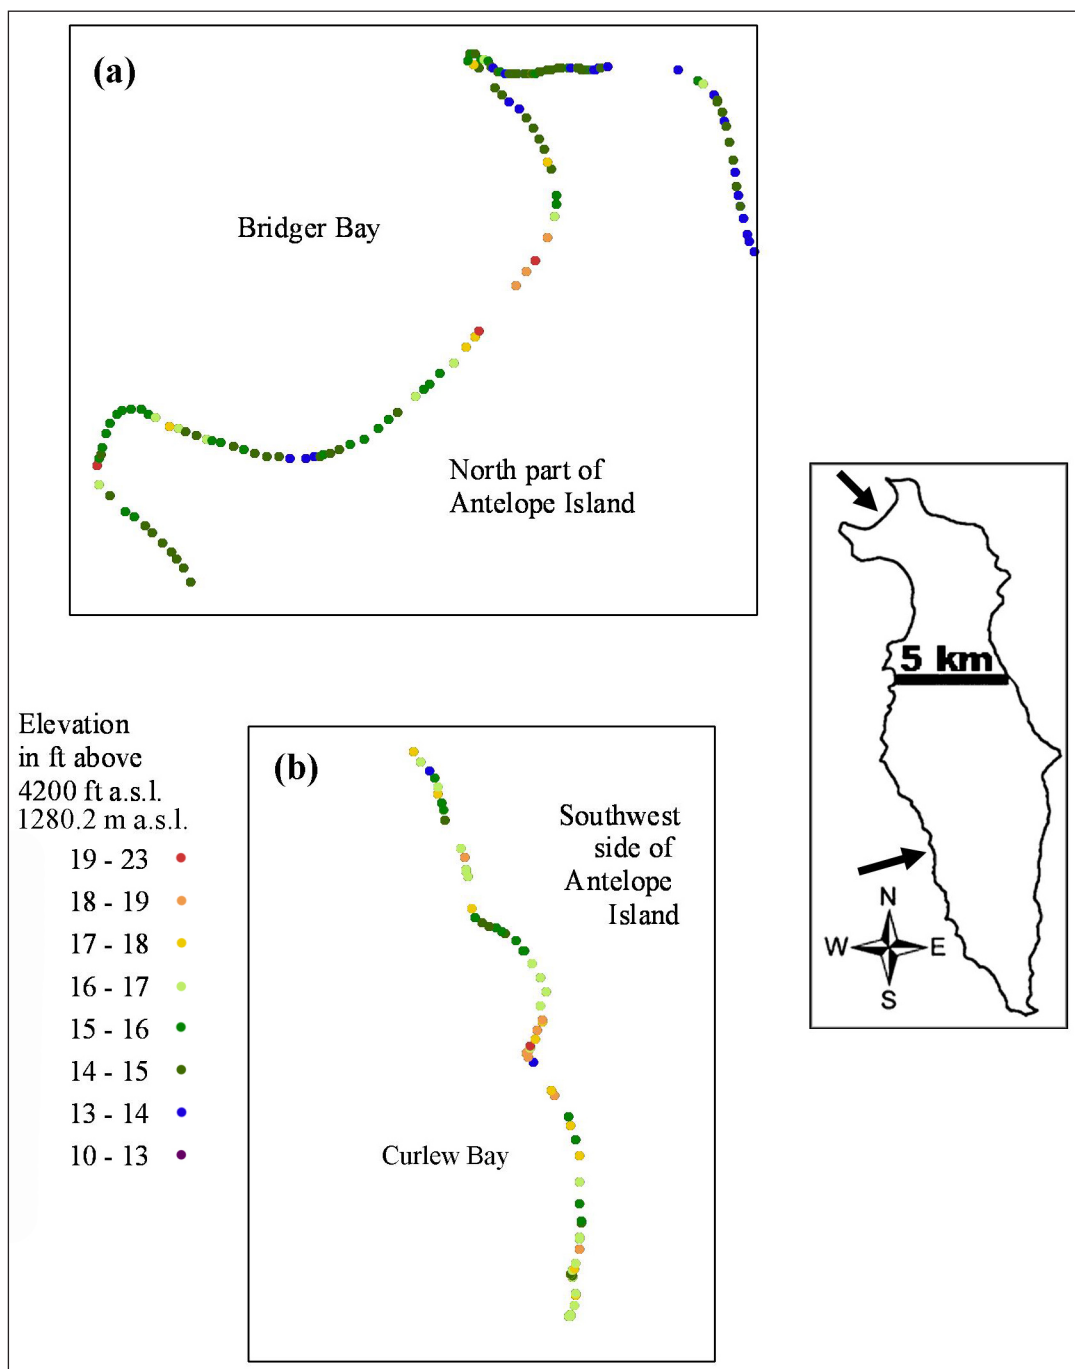 (a)
Bridger Bay
North part of
Antelope Island
5 km
N
W E
S
Elevation
in ft above
4200 ft a.s.l.
1280.2 m a.s.l.
19 - 23
18 - 19
17 - 18
16 - 17
15 - 16
14 - 15
13 - 14
10 - 13
(b)
Southwest
side of
Antelope
Island
Curlew Bay